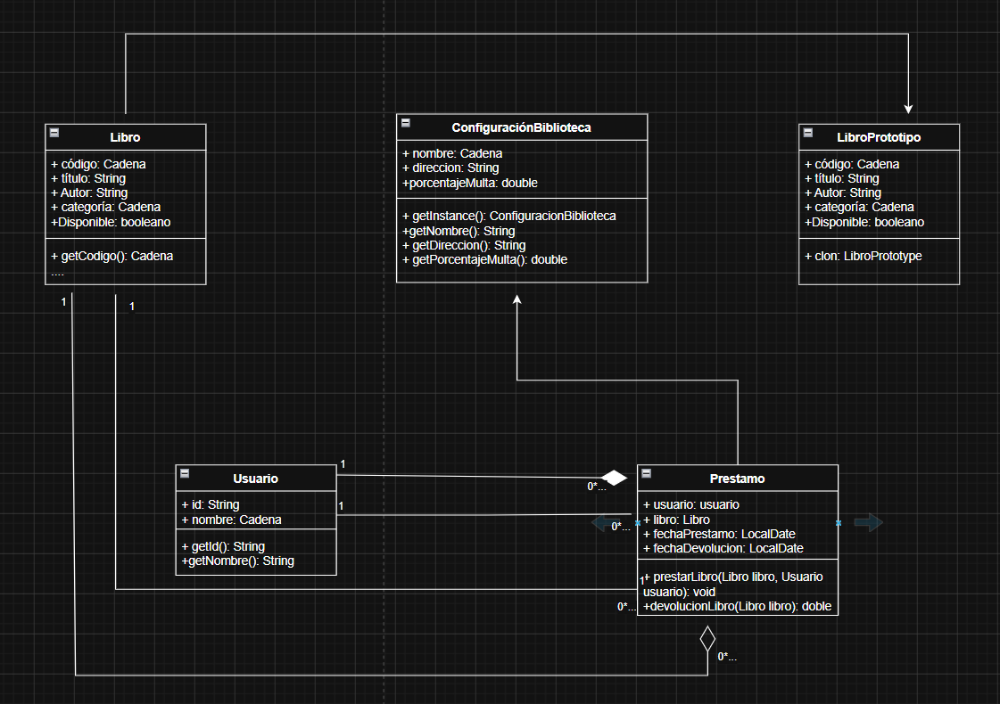 Libro
+ código: Cadena
+ título: String
+ Autor: String
+ categoría: Cadena
+Disponible: booleano
+ getCodigo(): Cadena
....
ConfiguraciónBiblioteca
+ nombre: Cadena
+ direccion: String
+porcentajeMulta: double
+ getInstance(): ConfiguracionBiblioteca
+getNombre(): String
+ getDireccion(): String
+ getPorcentajeMulta(): double
LibroPrototipo
+ código: Cadena
+ título: String
+ Autor: String
+ categoría: Cadena
+Disponible: booleano
+ clon: LibroPrototype
1
1
Usuario
+ id: String
+ nombre: Cadena
+ getId(): String
+getNombre(): String
1
0*...
1
0*...
Prestamo
+ usuario: usuario
+ libro: Libro
+ fechaPrestamo: LocalDate
+ fechaDevolucion: LocalDate
1
+ prestarLibro(Libro libro, Usuario
usuario): void
+devolucionLibro(Libro libro): doble
0*...
0*...